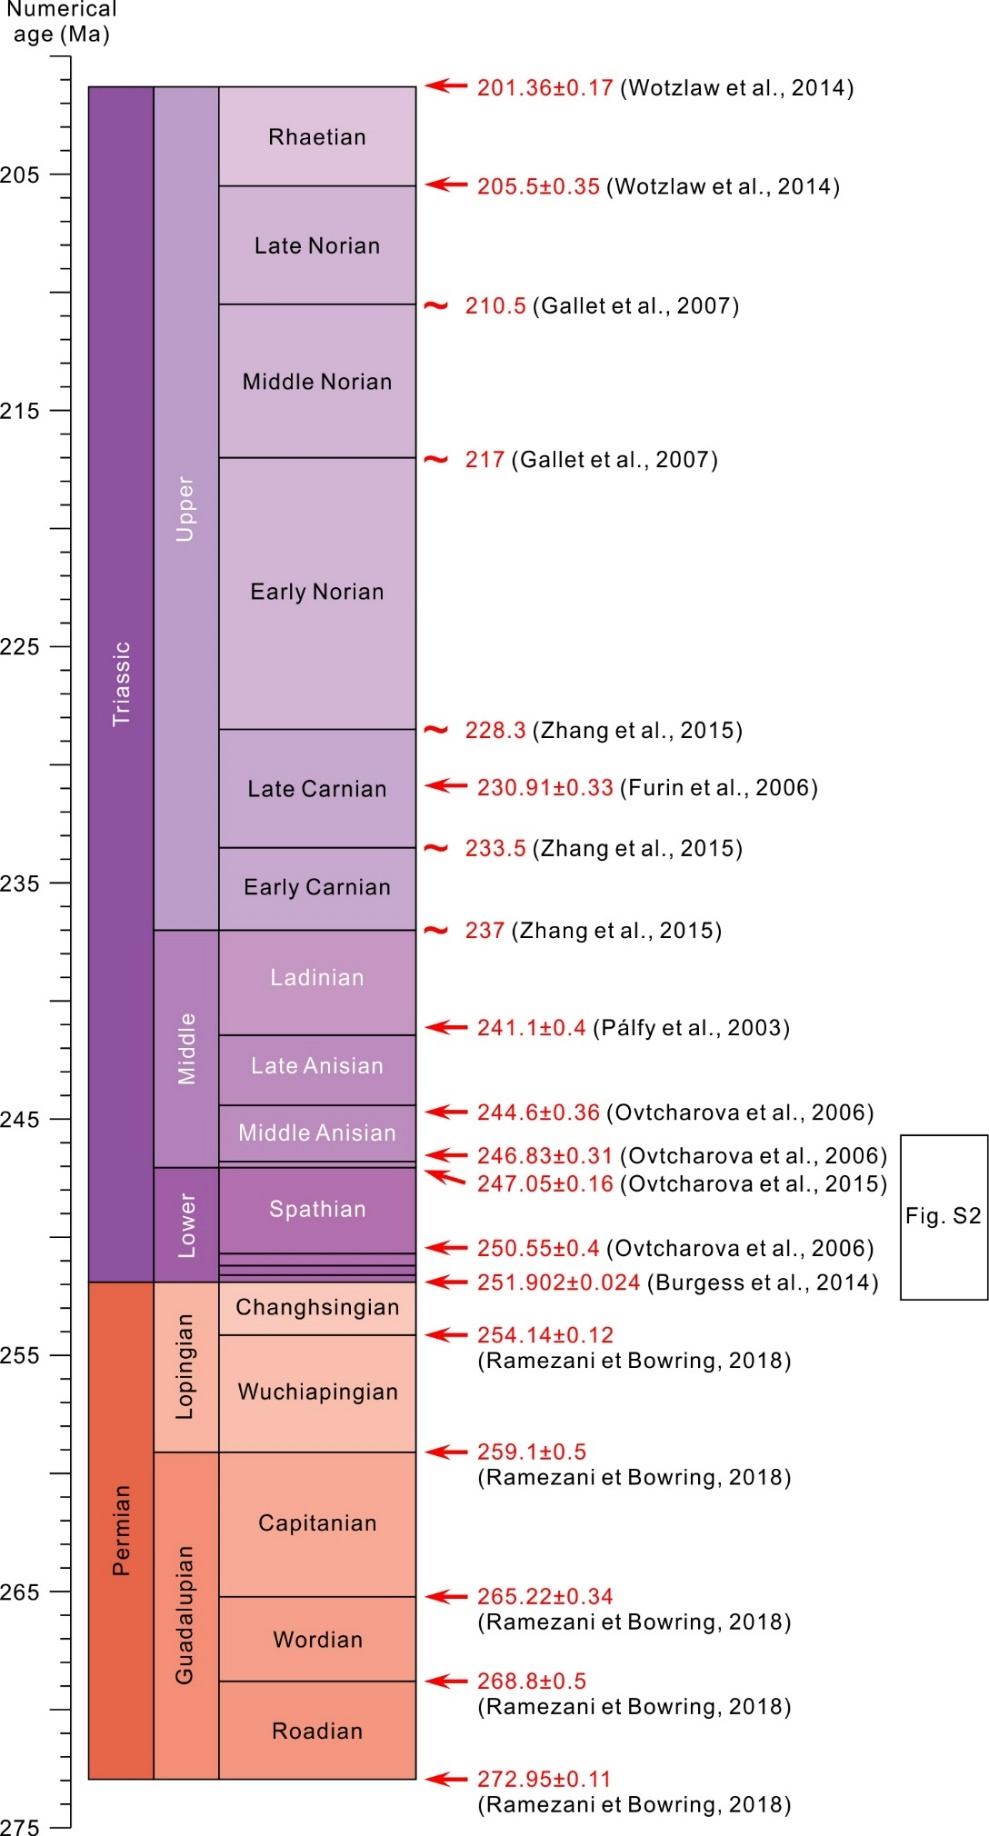 Numerical
age (Ma)
201.36±0.17 (Wotzlaw et al., 2014)
Rhaetian
205
205.5±0.35 (Wotzlaw et al., 2014)
Late Norian
210.5 (Gallet et al., 2007)
Middle Norian
215
~ 217 (Gallet et al., 2007)
Upper
Early Norian
225
Triassic
~ 228.3 (Zhang et al., 2015)
Late Carnian
230.91±0.33 (Furin et al., 2006)
~ 233.5 (Zhang et al., 2015)
235
Early Carnian
~ 237 (Zhang et al., 2015)
Ladinian
241.1±0.4 (Pálfy et al., 2003)
Middle
Late Anisian
244.6±0.36 (Ovtcharova et al., 2006)
245
Middle Anisian
246.83±0.31 (Ovtcharova et al., 2006)
247.05±0.16 (Ovtcharova et al., 2015)
Lower
Spathian
Fig. S2
250.55±0.4 (Ovtcharova et al., 2006)
251.902±0.024 (Burgess et al., 2014)
Changhsingian
254.14±0.12
(Ramezani et Bowring, 2018)
255
Lopingian
Wuchiapingian
259.1±0.5
(Ramezani et Bowring, 2018)
Permian
Capitanian
265
265.22±0.34
(Ramezani et Bowring, 2018)
Guadalupian
Wordian
268.8±0.5
(Ramezani et Bowring, 2018)
Roadian
272.95±0.11
(Ramezani et Bowring, 2018)
275